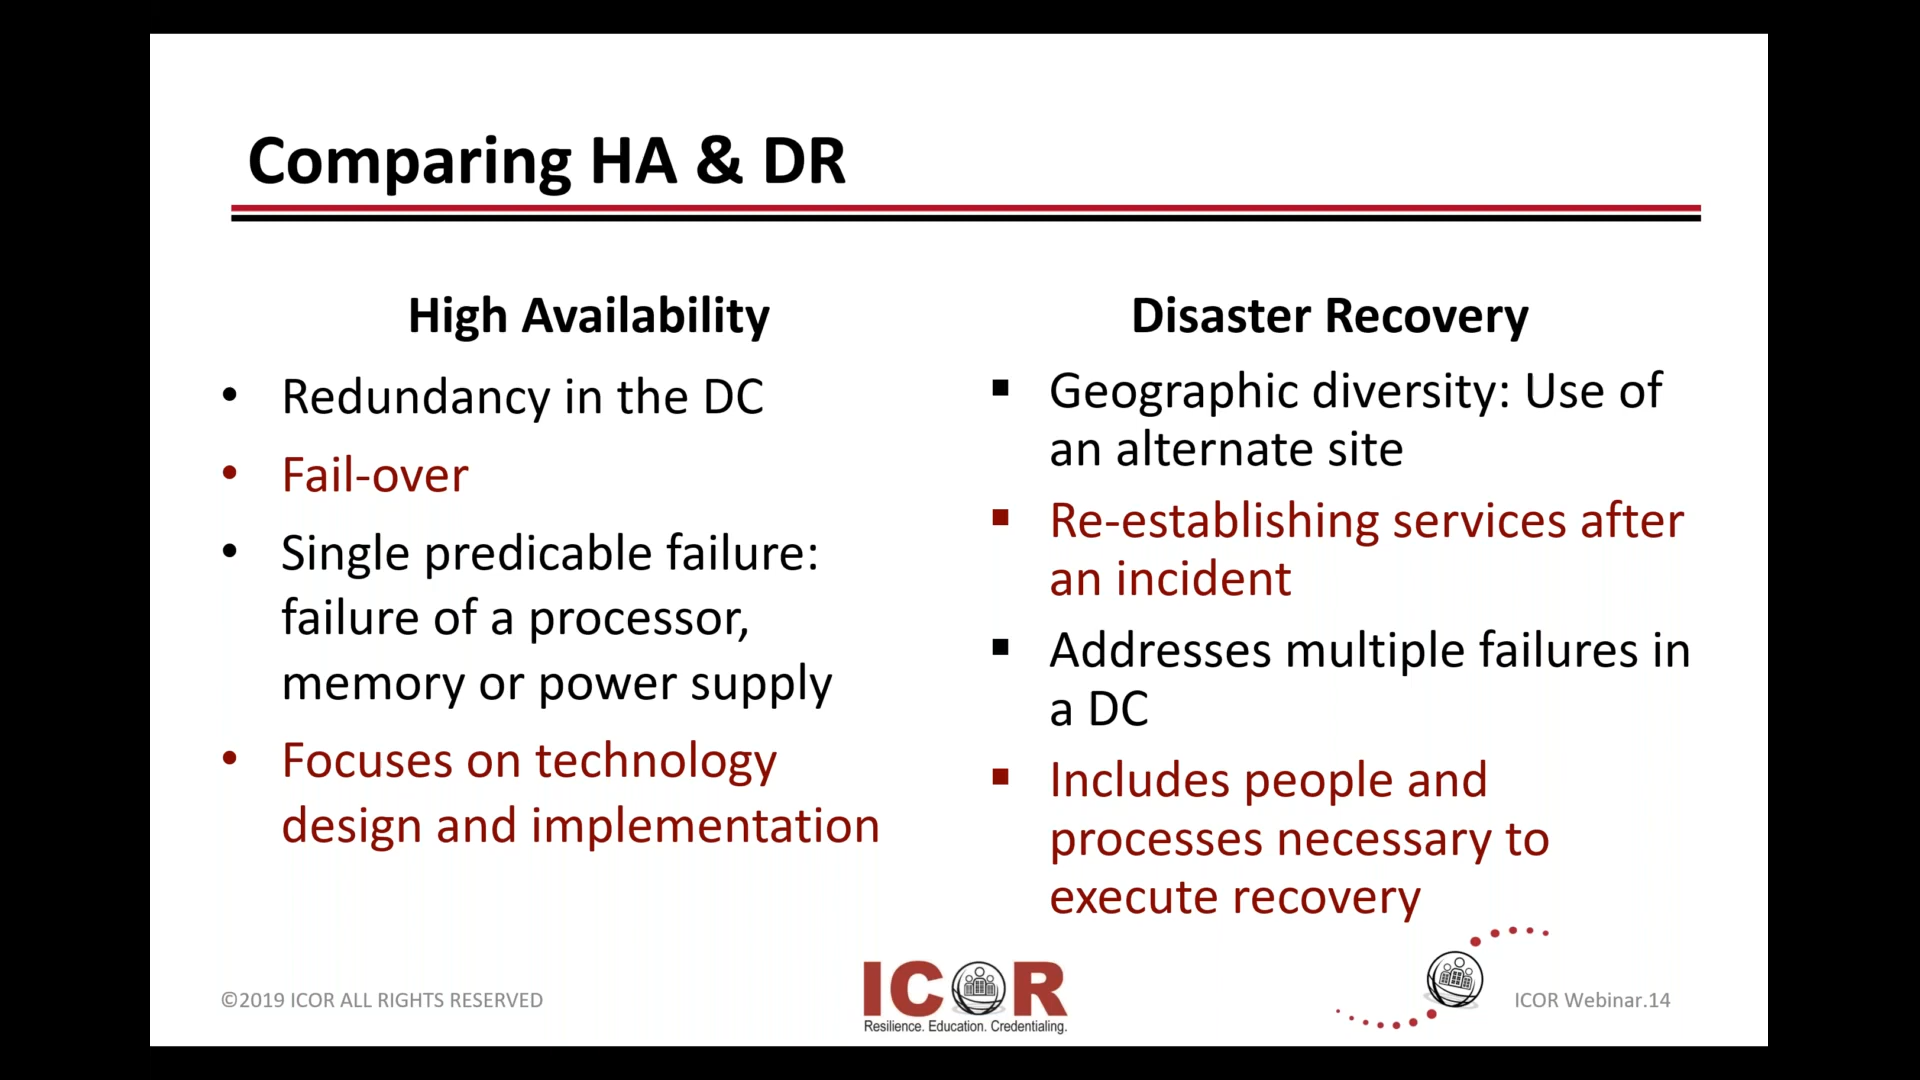 Comparing HA & DR
High Availability
• Redundancy in the DC
• Fail-over
• Single predicable failure:
failure of a processor,
memory or power supply
• Focuses on technology
design and implementation
Disaster Recovery
▪ Geographic diversity: Use of
an alternate site
▪ Re-establishing services after
an incident
▪ Addresses multiple failures in
a DC
▪ Includes people and
processes necessary to
execute recovery
©2019 ICOR ALL RIGHTS RESERVED
ICOR
Resilience. Education. Credentialing.
ICOR Webinar.14